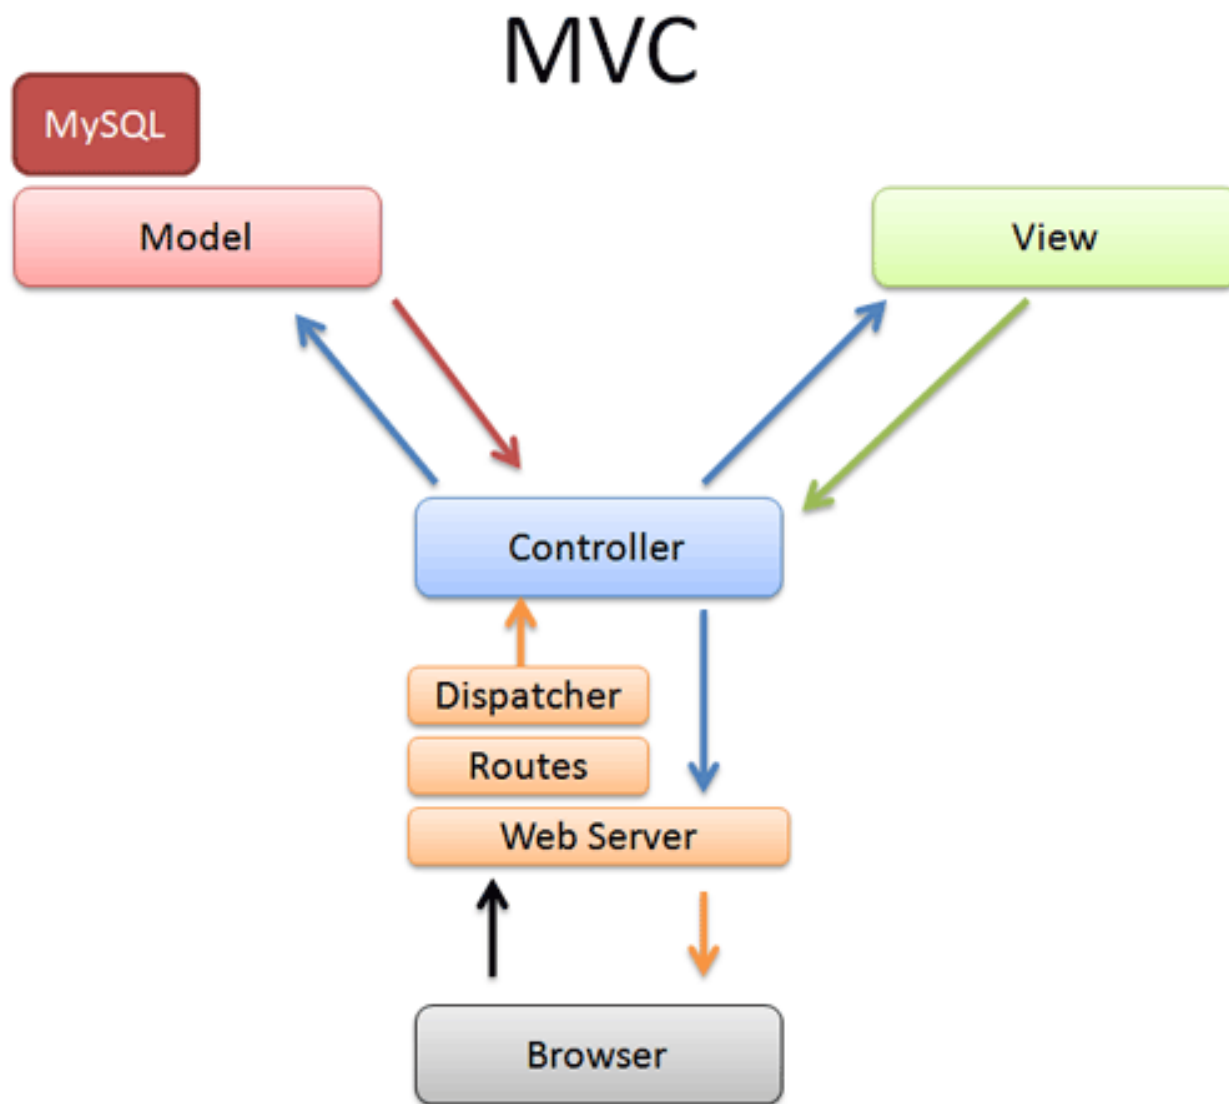 MVC
MySQL
Model
View
Controller
Dispatcher
Routes
Web Server
Browser